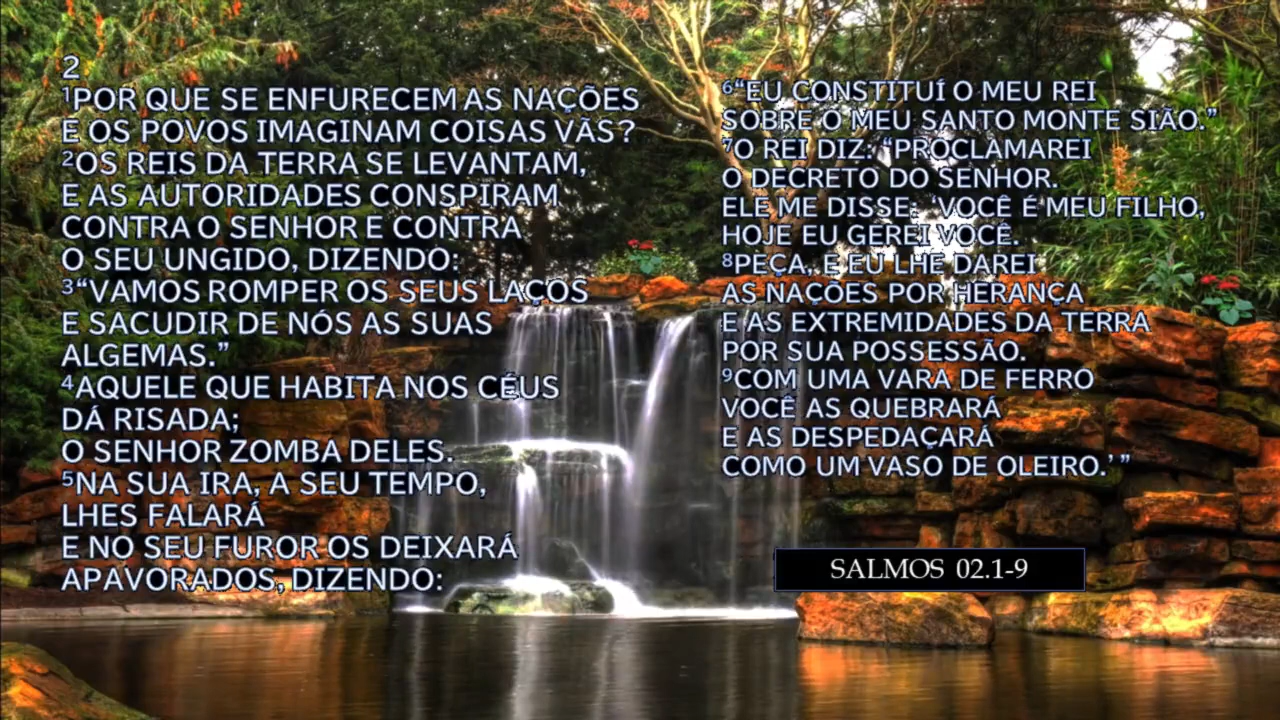 2
¹POR QUE SE ENFURECEM AS NAÇÕES
E OS POVOS IMAGINAM COISAS VÃS?
²OS REIS DA TERRA SE LEVANTAM,
E AS AUTORIDADES CONSPIRAM
CONTRA O SENHOR E CONTRA
O SEU UNGIDO, DIZENDO:
³“VAMOS ROMPER OS SEUS LAÇOS
E SACUDIR DE NÓS AS SUAS
ALGEMAS.”
⁴AQUELE QUE HABITA NOS CÉUS
DÁ RISADA;
O SENHOR ZOMBA DELES.
⁵NA SUA IRA, A SEU TEMPO,
LHES FALARÁ
E NO SEU FUROR OS DEIXARÁ
APAVORADOS, DIZENDO:
⁶“EU CONSTITUÍ O MEU REI
SOBRE O MEU SANTO MONTE SIÃO.”
⁷O REI DIZ: “PROCLAMAREI
O DECRETO DO SENHOR.
ELE ME DISSE: ‘VOCÊ É MEU FILHO,
HOJE EU GEREI VOCÊ.
⁸PEÇA, E EU LHE DAREI
AS NAÇÕES POR HERANÇA
E AS EXTREMIDADES DA TERRA
POR SUA POSSESSÃO.
⁹COM UMA VARA DE FERRO
VOCÊ AS QUEBRARÁ
E AS DESPEDAÇARÁ
COMO UM VASO DE OLEIRO.’”
SALMOS 02.1-9